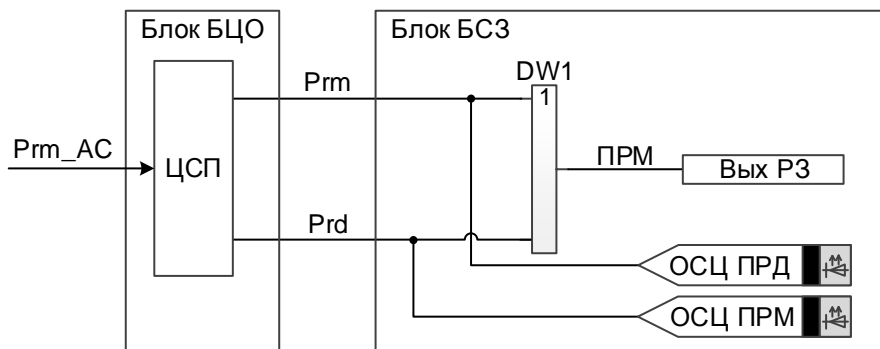 Блок БЦО
Блок БСЗ
Prm
DW1
1
Prm_AC
ЦСП
ПРМ
Вых РЗ
Prd
ОСЦ ПРД
ОСЦ ПРМ